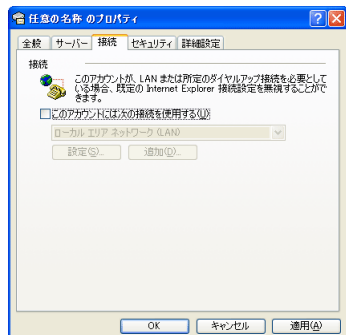 任意の名称 のプロパティ
全般 サーバー 接続 セキュリティ 詳細設定
接続
このアカウントが、LAN または所定のダイヤルアップ接続を必要として
いる場合、既定の Internet Explorer 接続設定を無視することがで
きます。
このアカウントには次の接続を使用する(U)
ローカル エリア ネットワーク (LAN)
設定(S)... 追加(D)...
OK キャンセル 適用(A)